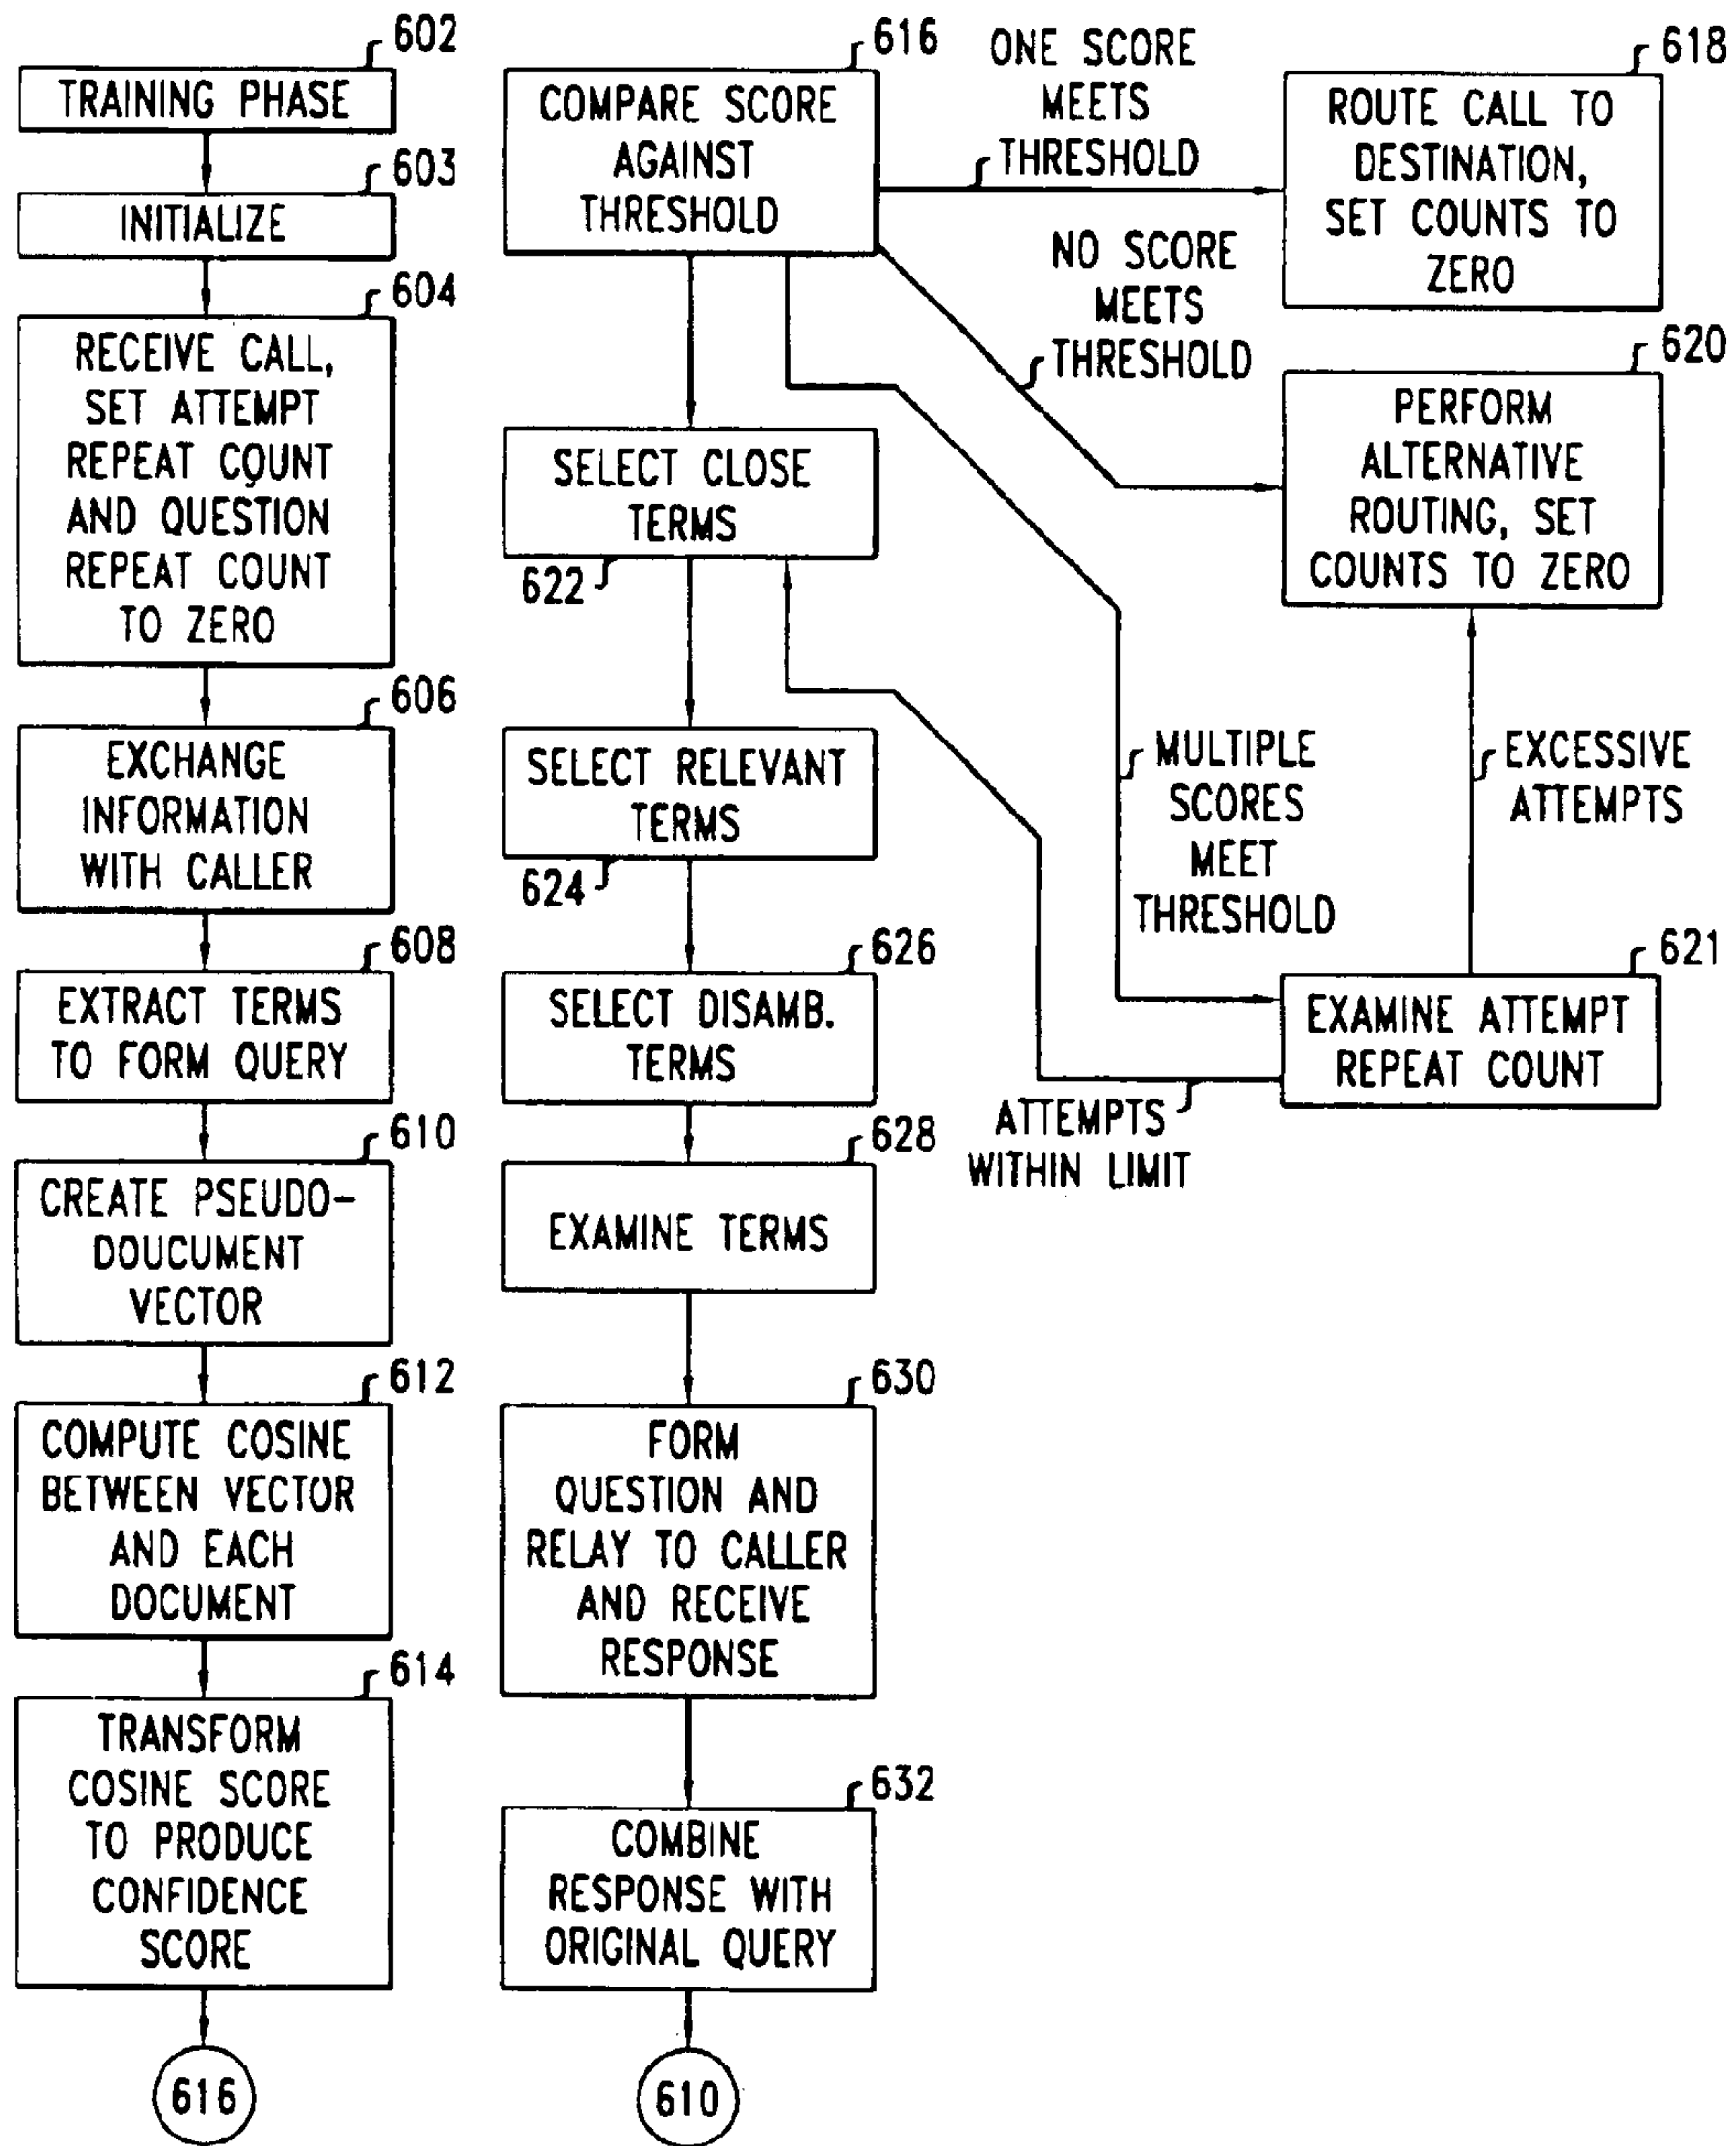 602
TRAINING PHASE
603
INITIALIZE
604
RECEIVE CALL,
SET ATTEMPT
REPEAT COUNT
AND QUESTION
REPEAT COUNT
TO ZERO
606
EXCHANGE
INFORMATION
WITH CALLER
608
EXTRACT TERMS
TO FORM QUERY
610
CREATE PSEUDO-
DOUCUMENT
VECTOR
612
COMPUTE COSINE
BETWEEN VECTOR
AND EACH
DOCUMENT
614
TRANSFORM
COSINE SCORE
TO PRODUCE
CONFIDENCE
SCORE
616
616
COMPARE SCORE
AGAINST
THRESHOLD
622
SELECT CLOSE
TERMS
624
SELECT RELEVANT
TERMS
626
SELECT DISAMB.
TERMS
628
EXAMINE TERMS
630
FORM
QUESTION AND
RELAY TO CALLER
AND RECEIVE
RESPONSE
632
COMBINE
RESPONSE WITH
ORIGINAL QUERY
610
ONE SCORE
MEETS
THRESHOLD
NO SCORE
MEETS
THRESHOLD
MULTIPLE
SCORES
MEET
THRESHOLD
ATTEMPTS
WITHIN LIMIT
618
ROUTE CALL TO
DESTINATION,
SET COUNTS TO
ZERO
620
PERFORM
ALTERNATIVE
ROUTING, SET
COUNTS TO ZERO
EXCESSIVE
ATTEMPTS
621
EXAMINE ATTEMPT
REPEAT COUNT